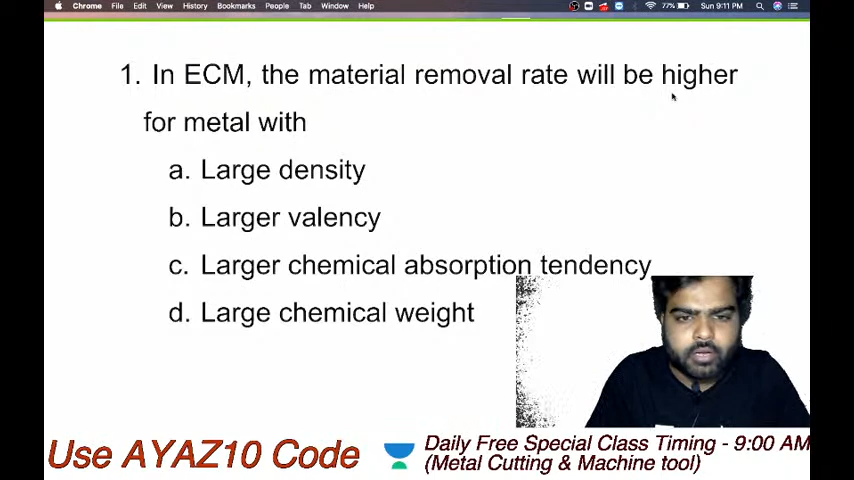 Chrome File Edit View History Bookmarks People Tab Window Help 77% Sun 9:11 PM
1. In ECM, the material removal rate will be higher
for metal with
a. Large density
b. Larger valency
c. Larger chemical absorption tendency
d. Large chemical weight
Use AYAZ10 Code
Daily Free Special Class Timing - 9:00 AM
(Metal Cutting & Machine tool)